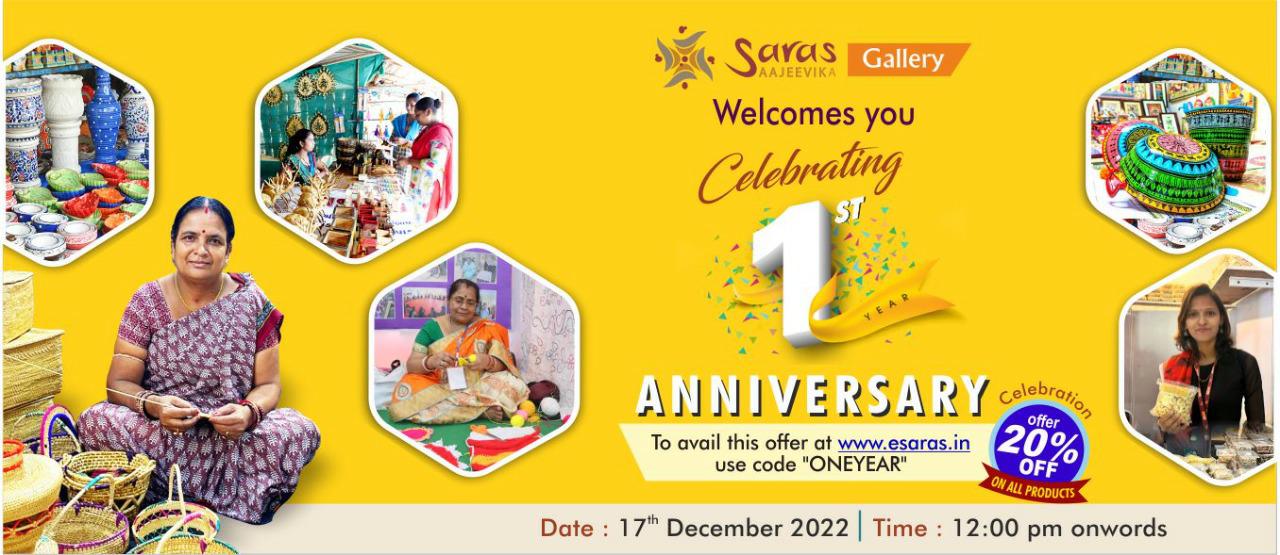 Saras
AAJEEVIKA
Gallery
Welcomes you
Celebrating
1ST
YEAR
ANNIVERSARY
To avail this offer at www.esaras.in
use code "ONEYEAR"
Celebration
offer
20%
OFF
ON ALL PRODUCTS
Date : 17th December 2022 | Time : 12:00 pm onwords